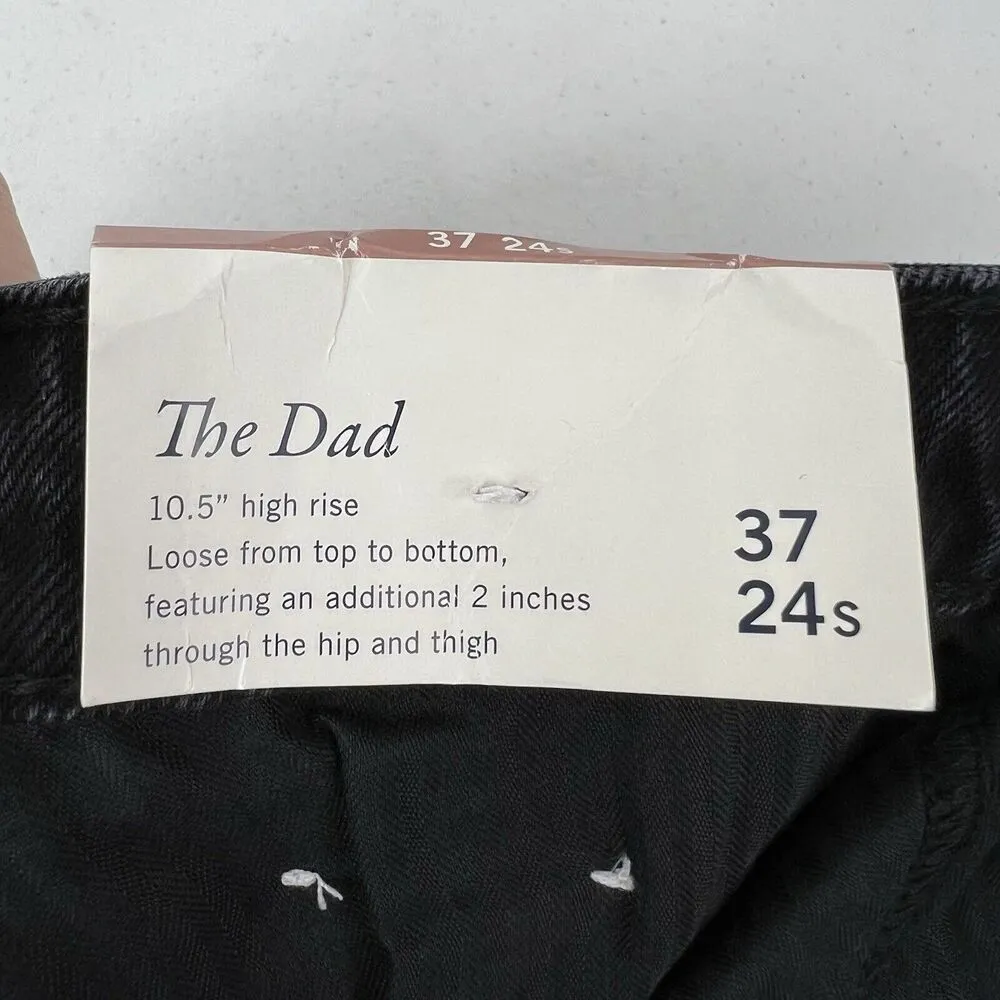 37 24s
The Dad
10.5” high rise
Loose from top to bottom,
featuring an additional 2 inches
through the hip and thigh
37
24s